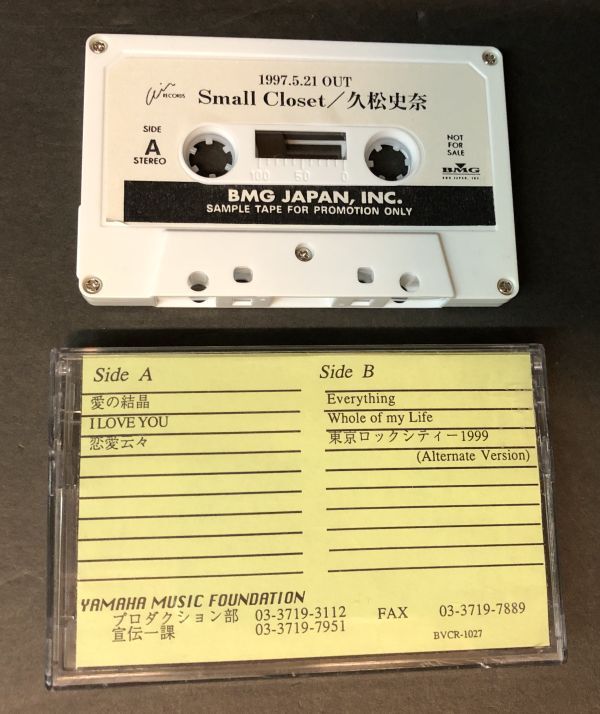 1997.5.21 OUT
RECORDS
Small Closet／久松史奈
SIDE
A
STEREO
NOT
FOR
SALE
100 50 0
BMG
BMG JAPAN, INC.
BMG JAPAN, INC.
SAMPLE TAPE FOR PROMOTION ONLY
Side A
愛の結晶
I LOVE YOU
恋愛云々
Side B
Everything
Whole of my Life
東京ロックシティー1999
(Alternate Version)
YAMAHA MUSIC FOUNDATION
プロダクション部 03-3719-3112 FAX 03-3719-7889
宣伝一課 03-3719-7951
BVCR-1027